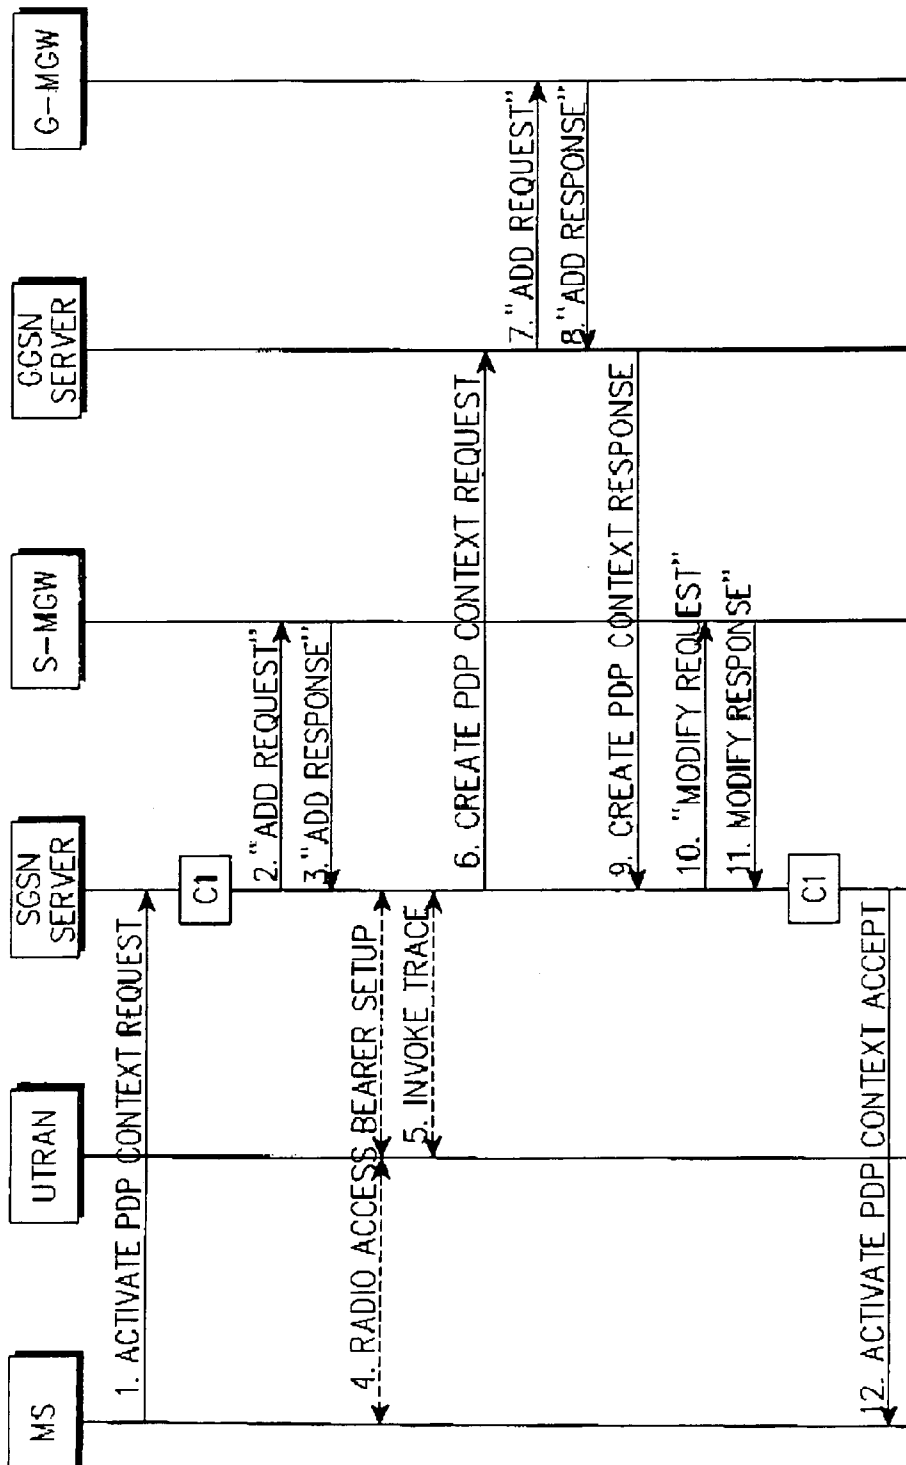 MS
UTRAN
SGSN
SERVER
S-MGW
GGSN
SERVER
G-MGW
1. ACTIVATE PDP CONTEXT REQUEST
C1
2."ADD REQUEST"
3."ADD RESPONSE"
4. RADIO ACCESS BEARER SETUP
5. INVOKE TRACE
6. CREATE PDP CONTEXT REQUEST
7."ADD REQUEST"
8."ADD RESPONSE"
9. CREATE PDP CONTEXT RESPONSE
10. "MODIFY REQUEST"
11. MODIFY RESPONSE"
C1
12. ACTIVATE PDP CONTEXT ACCEPT